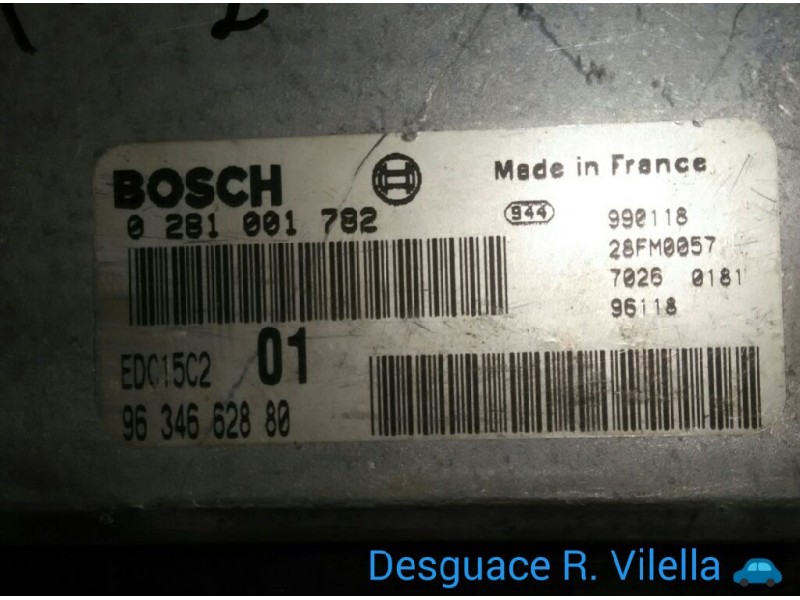 2
BOSCH
Made in France
0 281 001 782
944
990118
28FM0057
7026 0181
96118
EDC15C2
01
96 346 628 80
Desguace R. Vilella